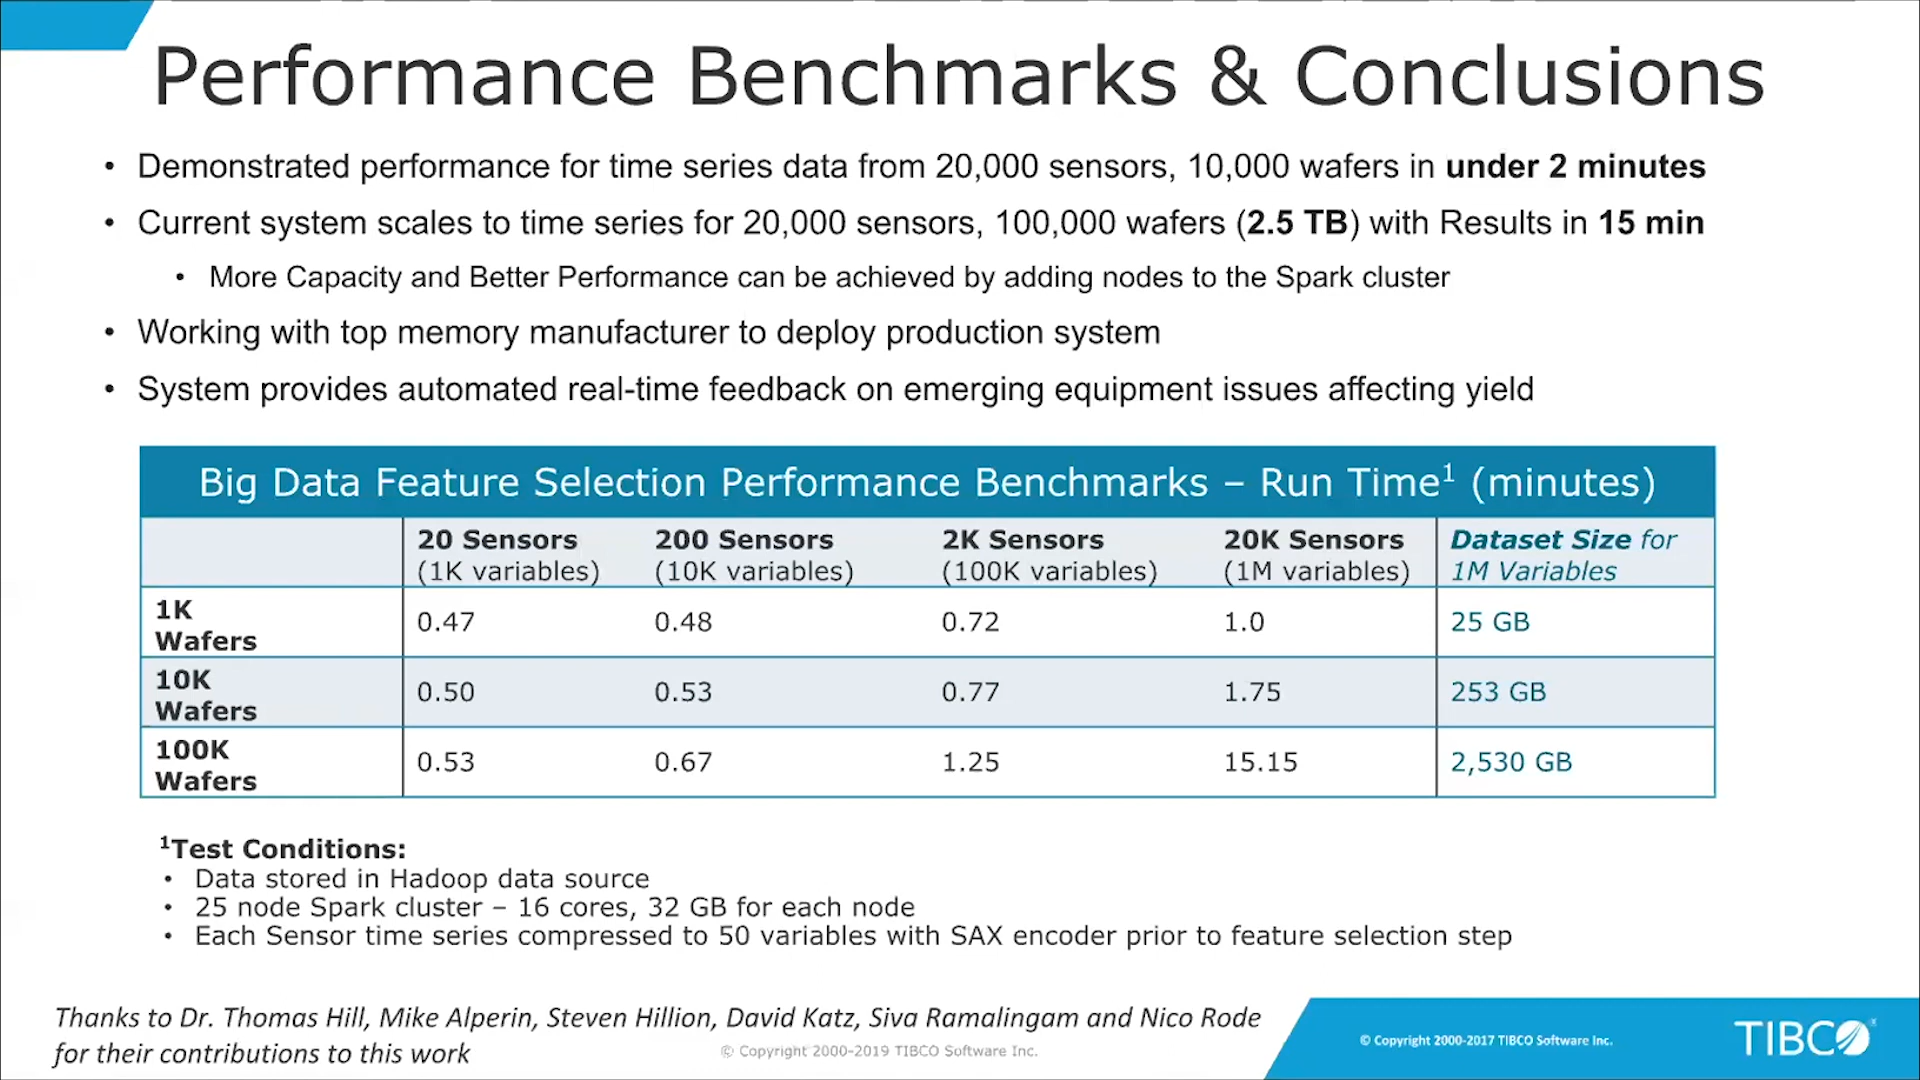 Performance Benchmarks & Conclusions
• Demonstrated performance for time series data from 20,000 sensors, 10,000 wafers in under 2 minutes
• Current system scales to time series for 20,000 sensors, 100,000 wafers (2.5 TB) with Results in 15 min
• More Capacity and Better Performance can be achieved by adding nodes to the Spark cluster
• Working with top memory manufacturer to deploy production system
• System provides automated real-time feedback on emerging equipment issues affecting yield
Big Data Feature Selection Performance Benchmarks – Run Time¹ (minutes)
20 Sensors 200 Sensors 2K Sensors 20K Sensors Dataset Size for
(1K variables) (10K variables) (100K variables) (1M variables) 1M Variables
1K
Wafers 0.47 0.48 0.72 1.0 25 GB
10K
Wafers 0.50 0.53 0.77 1.75 253 GB
100K
Wafers 0.53 0.67 1.25 15.15 2,530 GB
¹Test Conditions:
• Data stored in Hadoop data source
• 25 node Spark cluster – 16 cores, 32 GB for each node
• Each Sensor time series compressed to 50 variables with SAX encoder prior to feature selection step
Thanks to Dr. Thomas Hill, Mike Alperin, Steven Hillion, David Katz, Siva Ramalingam and Nico Rode
for their contributions to this work
© Copyright 2000-2019 TIBCO Software Inc.
© Copyright 2000-2017 TIBCO Software Inc.
TIBCO